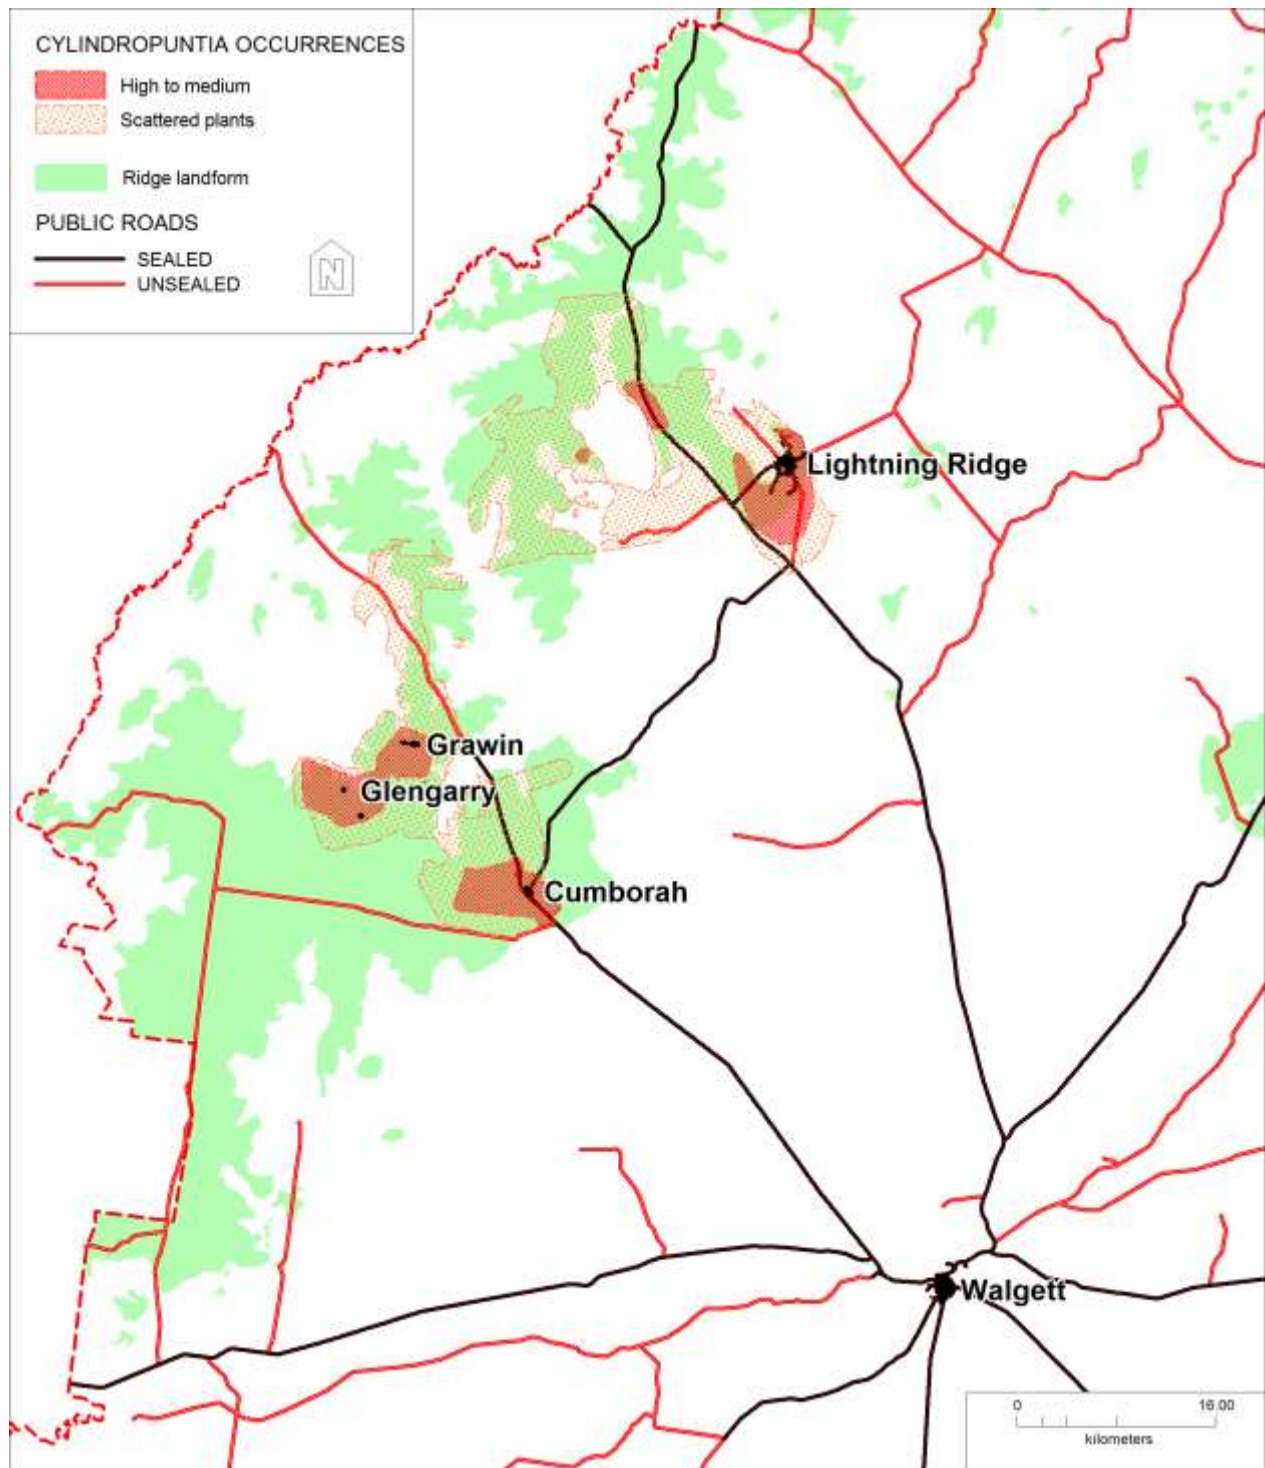 CYLINDROPUNTIA OCCURRENCES
High to medium
Scattered plants
Ridge landform
PUBLIC ROADS
SEALED
UNSEALED
N
Lightning Ridge
Grawin
Glengarry
Cumborah
Walgett
0 16.00
kilometers